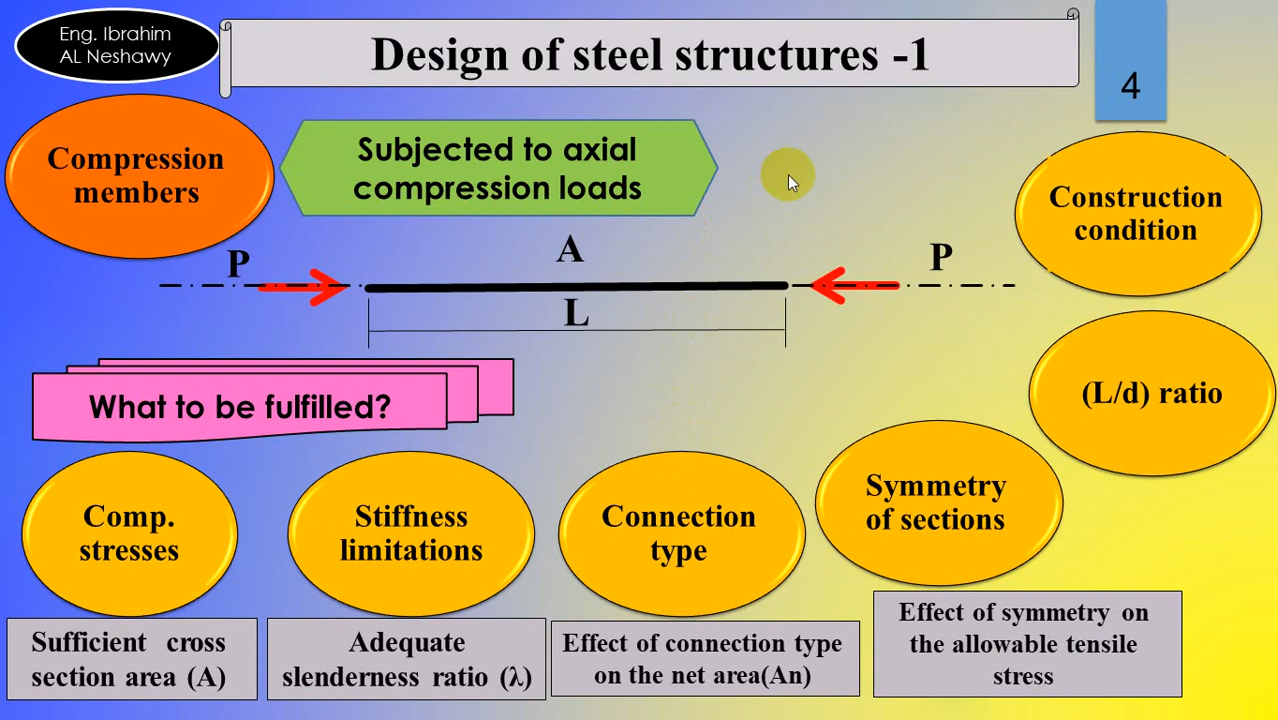 Eng. Ibrahim
AL Neshawy
Design of steel structures -1
4
Compression
members
Subjected to axial
compression loads
Construction
condition
A
P
P
L
(L/d) ratio
What to be fulfilled?
Comp.
stresses
Stiffness
limitations
Connection
type
Symmetry
of sections
Sufficient cross
section area (A)
Adequate
slenderness ratio (λ)
Effect of connection type
on the net area(An)
Effect of symmetry on
the allowable tensile
stress